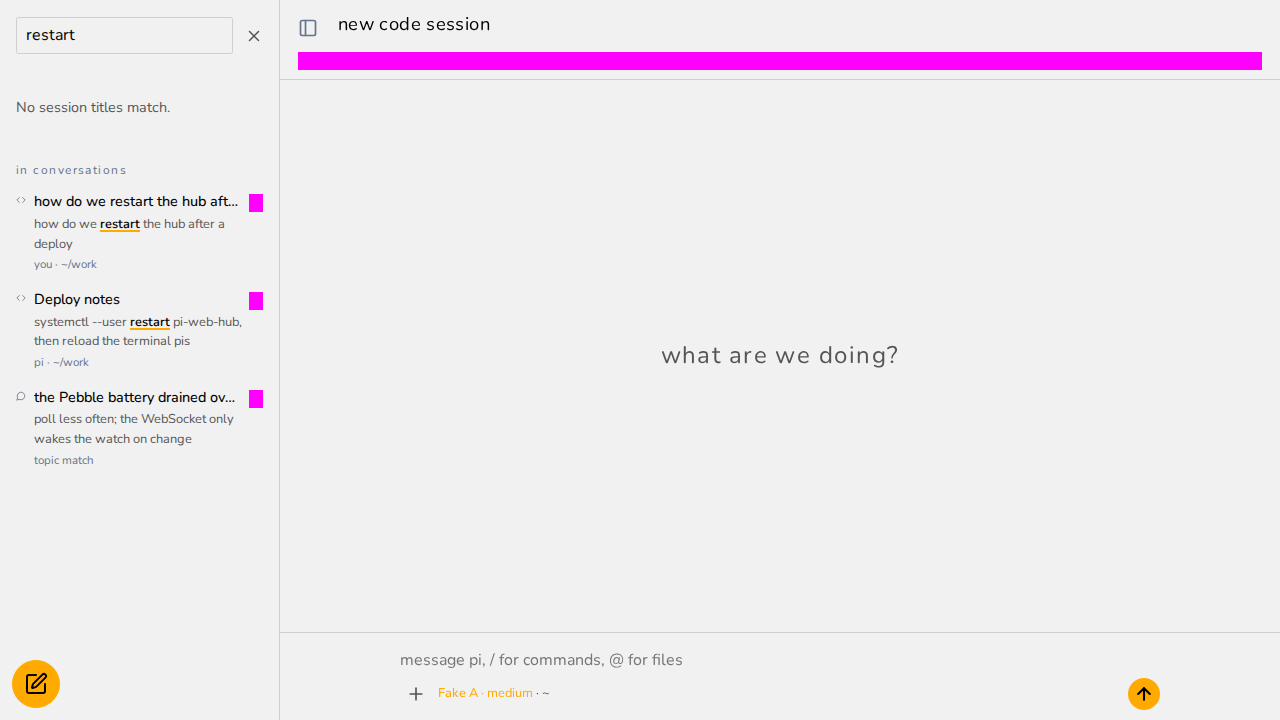 restart
new code session
No session titles match.
in conversations
how do we restart the hub aft...
how do we restart the hub after a
deploy
you · ~/work
Deploy notes
systemctl --user restart pi-web-hub,
then reload the terminal pis
pi · ~/work
the Pebble battery drained ov...
poll less often; the WebSocket only
wakes the watch on change
topic match
what are we doing?
message pi, / for commands, @ for files
Fake A · medium · ~